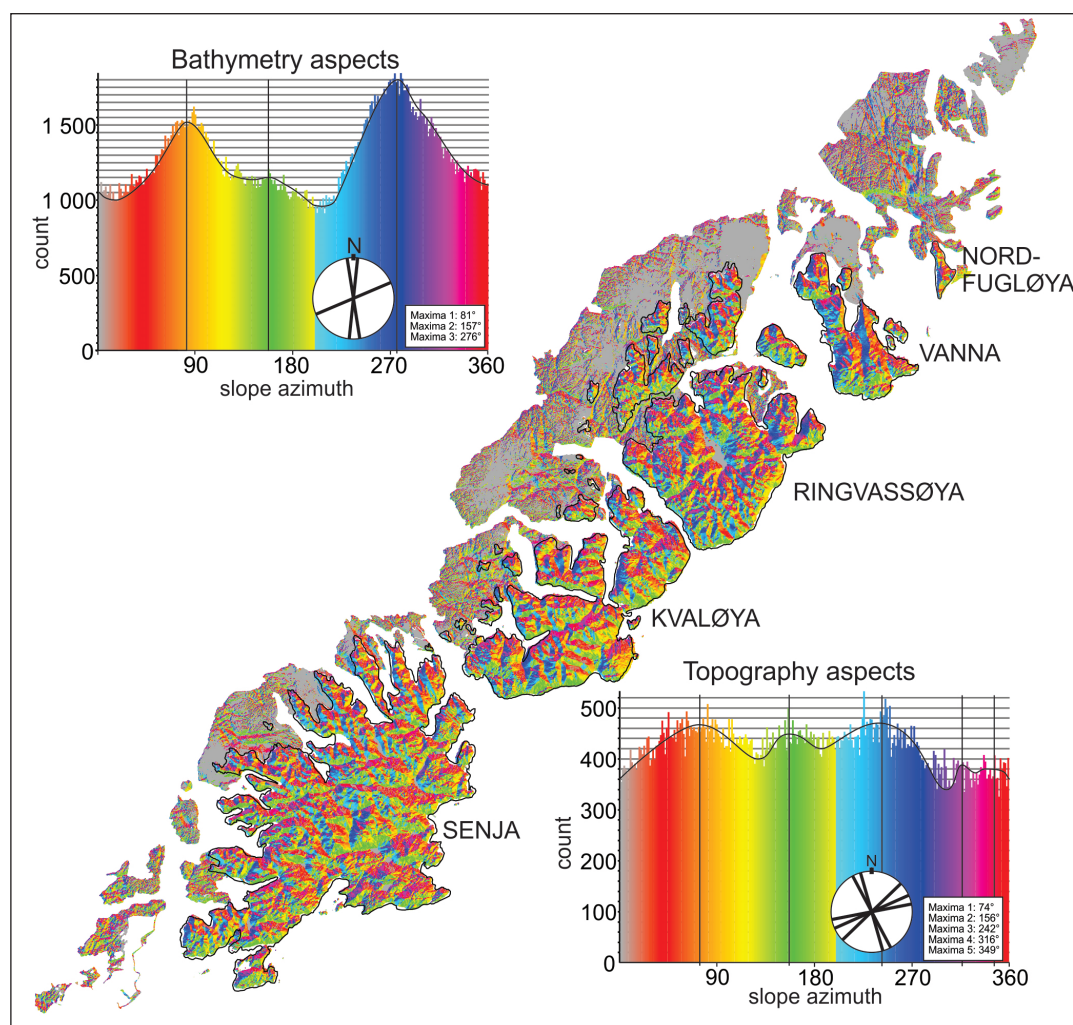 Bathymetry aspects
1 500
1 000
500
0
count
N
Maxima 1: 81°
Maxima 2: 157°
Maxima 3: 276°
90
180
270
360
slope azimuth
NORD-
FUGLØYA
VANNA
RINGVASSØYA
KVALØYA
SENJA
Topography aspects
500
400
300
200
100
0
count
N
Maxima 1: 74°
Maxima 2: 156°
Maxima 3: 242°
Maxima 4: 316°
Maxima 5: 349°
90
180
270
360
slope azimuth